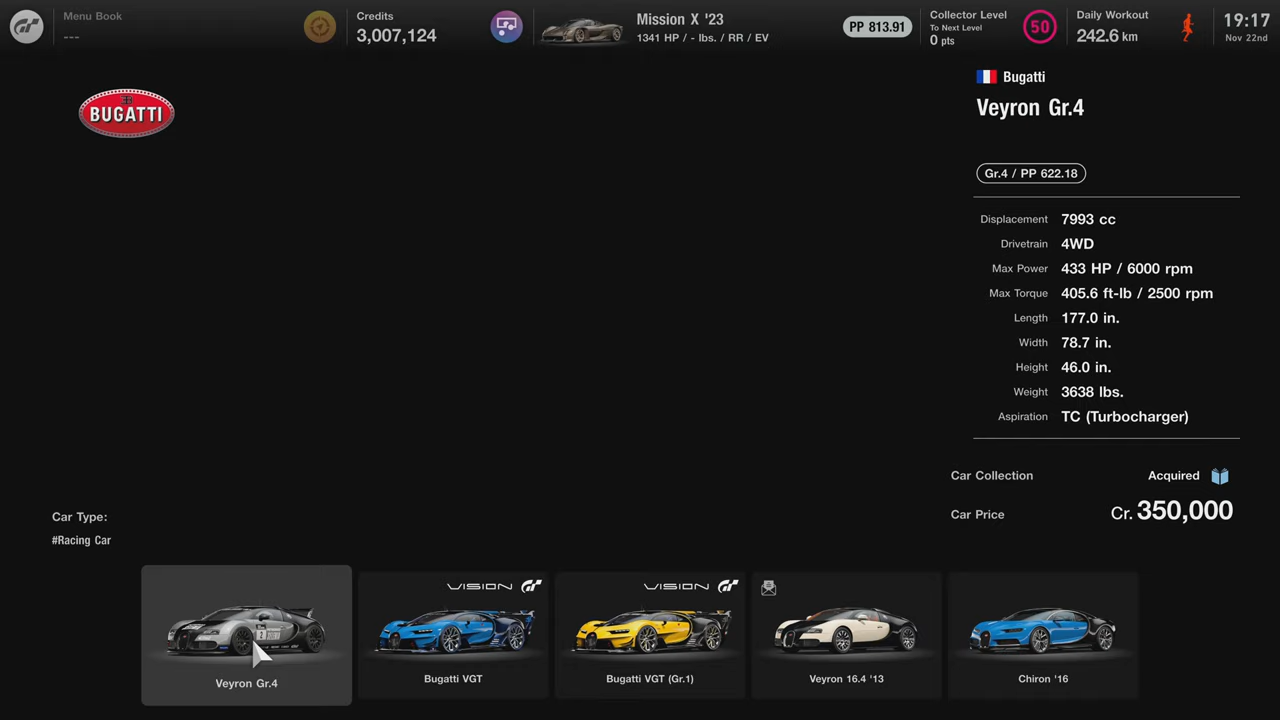 Menu Book
---
Credits
3,007,124
Mission X '23
1341 HP / - lbs. / RR / EV
PP 813.91
Collector Level
To Next Level
0 pts
50
Daily Workout
242.6 km
19:17
Nov 22nd
BUGATTI
Bugatti
Veyron Gr.4
Gr.4 / PP 622.18
Displacement 7993 cc
Drivetrain 4WD
Max Power 433 HP / 6000 rpm
Max Torque 405.6 ft-lb / 2500 rpm
Length 177.0 in.
Width 78.7 in.
Height 46.0 in.
Weight 3638 lbs.
Aspiration TC (Turbocharger)
Car Collection Acquired
Car Price Cr. 350,000
Car Type:
#Racing Car
VISION GT
VISION GT
Veyron Gr.4
Bugatti VGT
Bugatti VGT (Gr.1)
Veyron 16.4 '13
Chiron '16